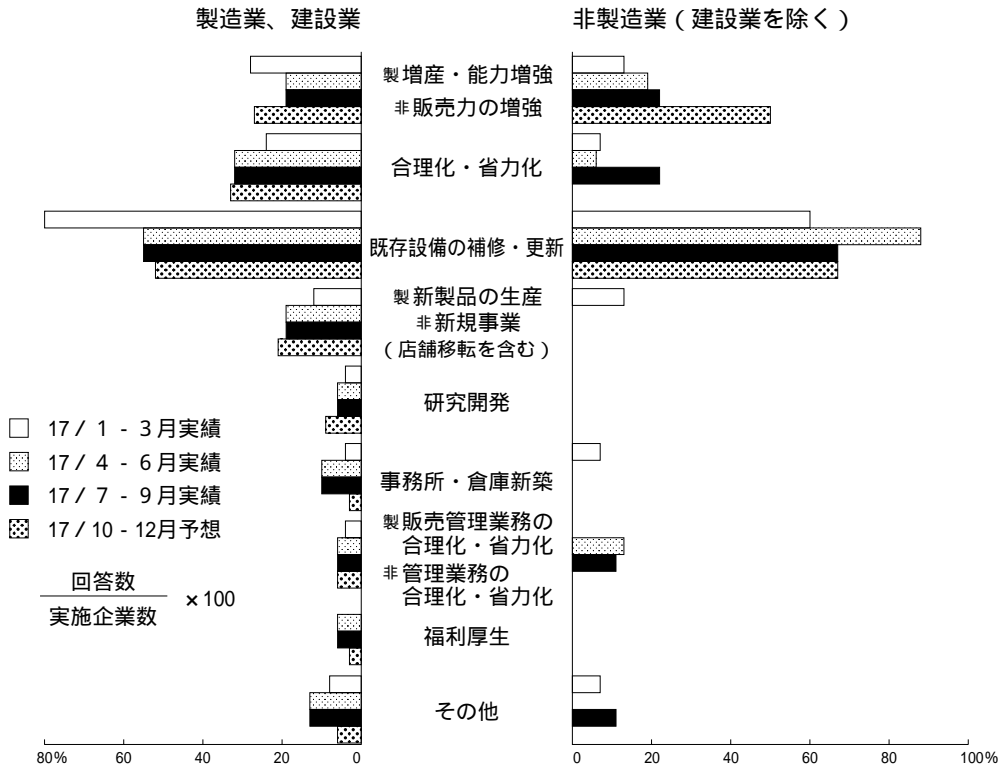 製造業、建設業
非製造業（建設業を除く）
製増産・能力増強
非販売力の増強
合理化・省力化
既存設備の補修・更新
製新製品の生産
非新規事業
（店舗移転を含む）
研究開発
事務所・倉庫新築
製販売管理業務の
合理化・省力化
非管理業務の
合理化・省力化
福利厚生
その他
17 / 1 - 3 月実績
17 / 4 - 6 月実績
17 / 7 - 9 月実績
17 / 10 - 12月予想
回答数
実施企業数
×100
80% 60 40 20 0
0 20 40 60 80 100%